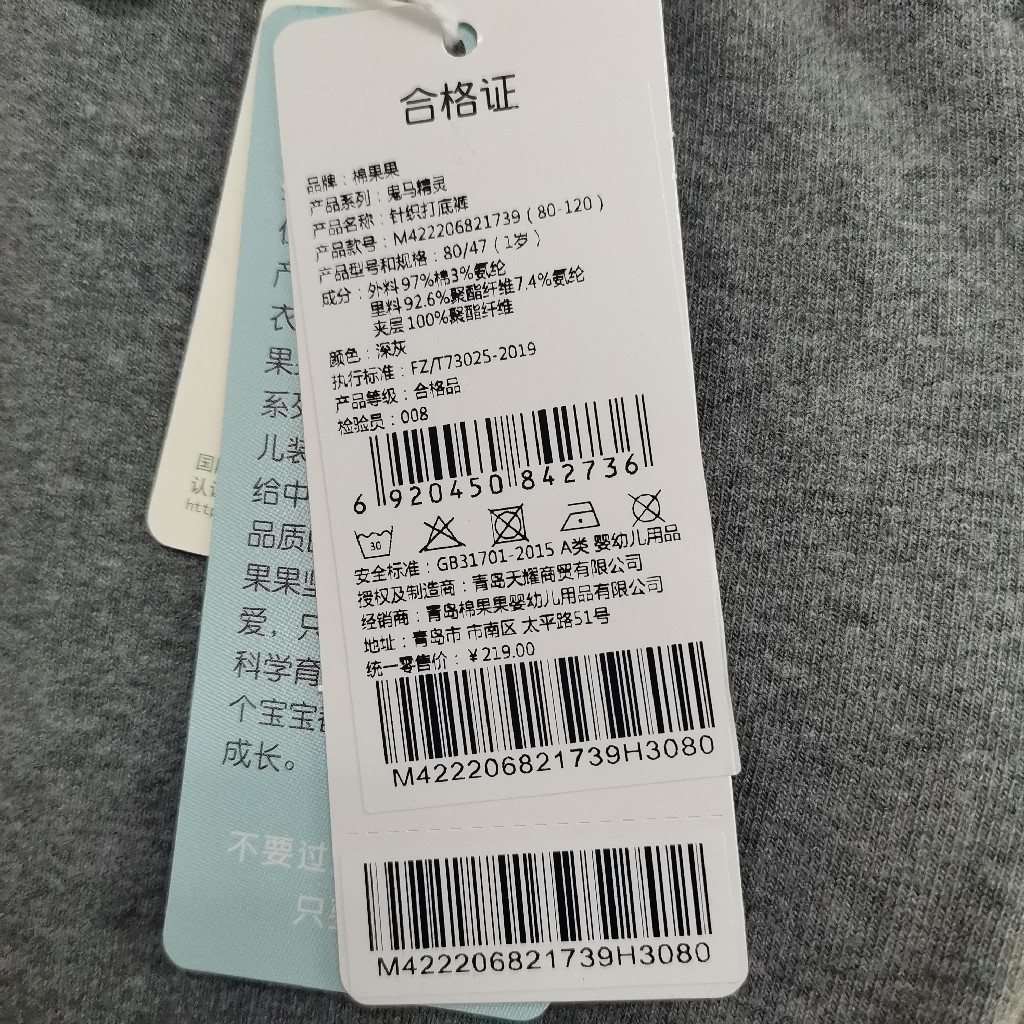 合格证
品牌：棉果果
产品系列：鬼马精灵
产品名称：针织打底裤
产品款号：M422206821739（80-120）
产品型号和规格：80/47（1岁）
成分：外料97%棉3%氨纶
里料92.6%聚酯纤维7.4%氨纶
夹层100%聚酯纤维
颜色：深灰
执行标准：FZ/T73025-2019
产品等级：合格品
检验员：008
6 920450 842736
30
安全标准：GB31701-2015 A类 婴幼儿用品
授权及制造商：青岛天耀商贸有限公司
经销商：青岛棉果果婴幼儿用品有限公司
地址：青岛市 市南区 太平路51号
统一零售价：￥219.00
M422206821739H3080
M422206821739H3080
产
衣
果
系
儿装
给中
品质
果果坚
爱，只
科学育
个宝宝
成长。
不要过
只
国
认
http